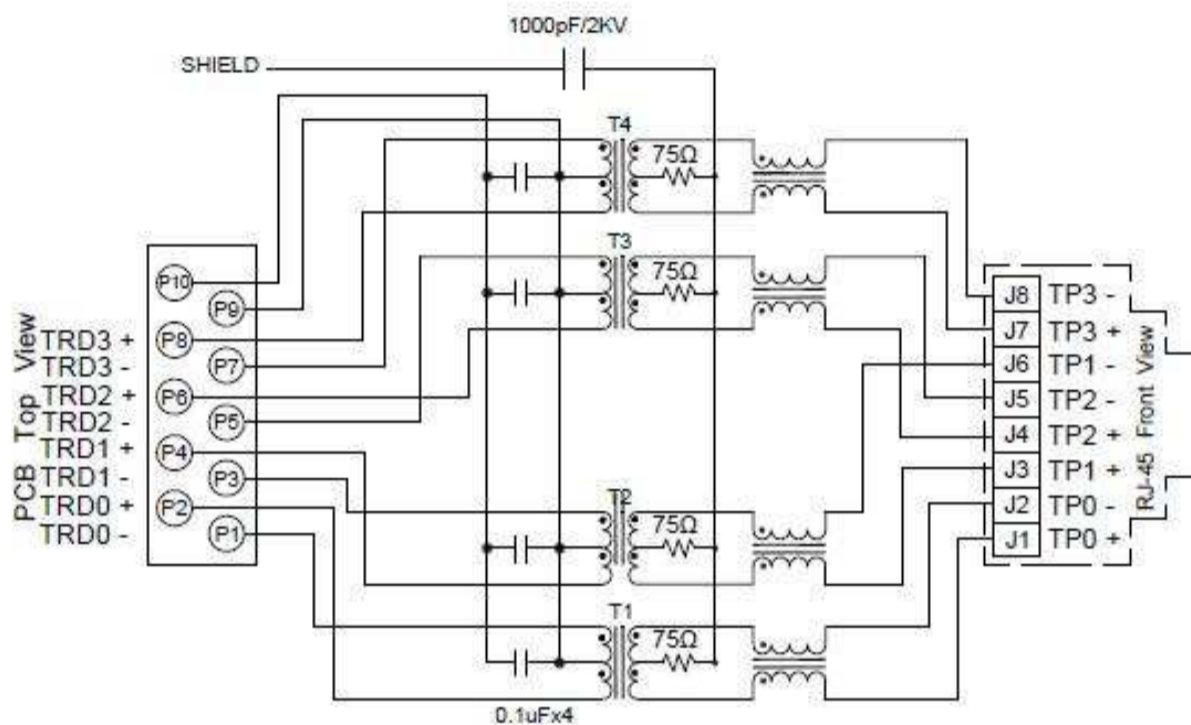 1000pF/2KV
SHIELD
T4
75Ω
T3
75Ω
T2
75Ω
T1
75Ω
0.1uFx4
PCB Top View
P10
P9
TRD3 + P8
TRD3 - P7
TRD2 + P6
TRD2 - P5
TRD1 + P4
TRD1 - P3
TRD0 + P2
TRD0 - P1
J8 TP3 -
J7 TP3 +
J6 TP1 -
J5 TP2 -
J4 TP2 +
J3 TP1 +
J2 TP0 -
J1 TP0 +
RJ-45 Front View